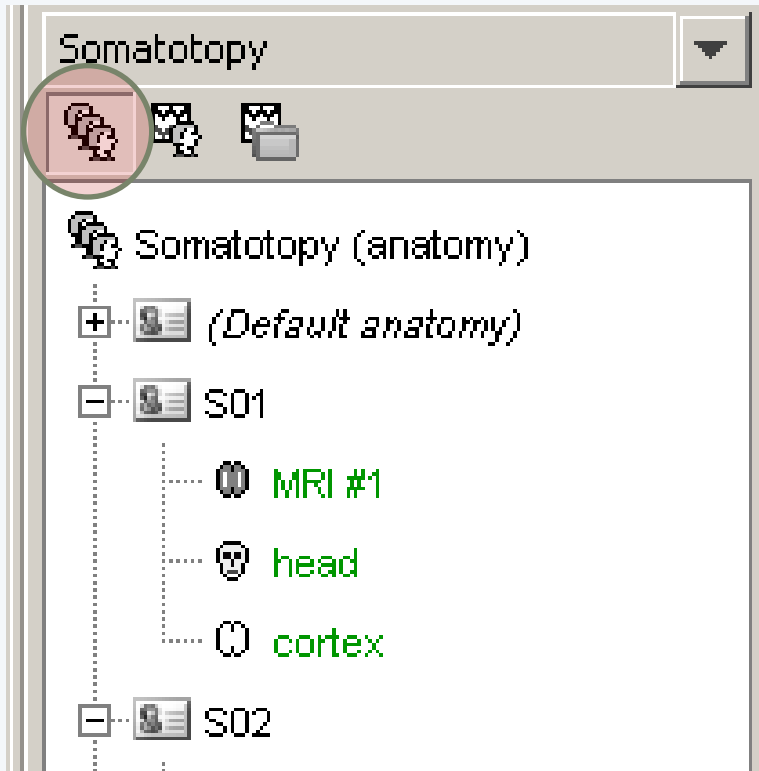 Somatotopy
Somatotopy (anatomy)
(Default anatomy)
S01
MRI #1
head
cortex
S02